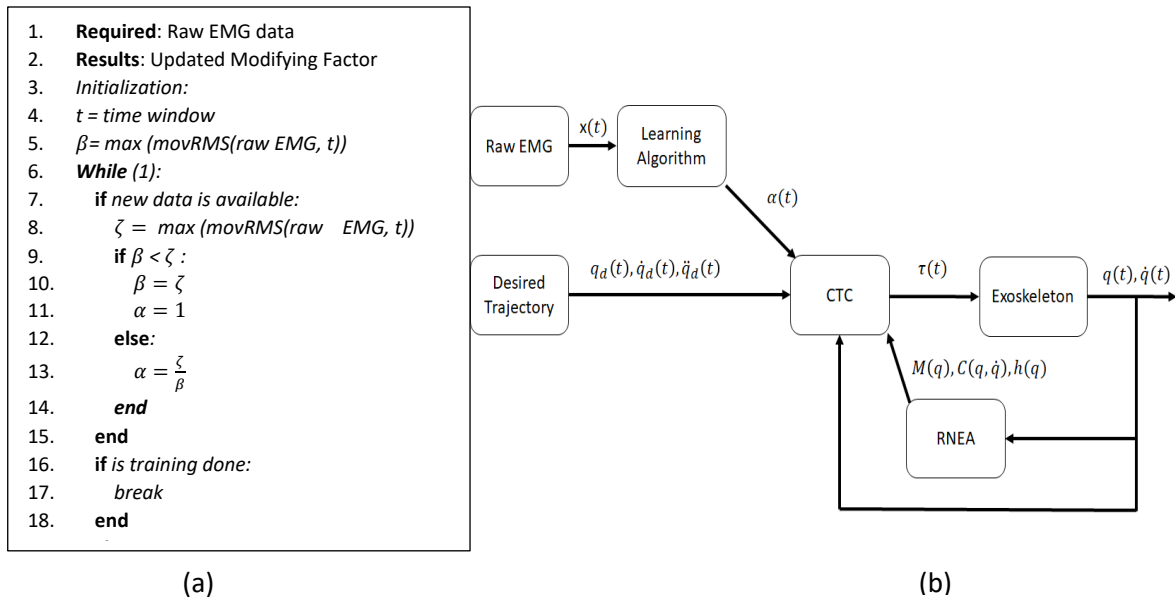 1. Required: Raw EMG data
2. Results: Updated Modifying Factor
3. Initialization:
4. t = time window
5. β= max (movRMS(raw EMG, t))
6. While (1):
7. if new data is available:
8. ζ = max (movRMS(raw EMG, t))
9. if β < ζ :
10. β = ζ
11. α = 1
12. else:
13. α = ζ/β
14. end
15. end
16. if is training done:
17. break
18. end
(a)
Raw EMG
x(t)
Learning
Algorithm
α(t)
Desired
Trajectory
q_d(t), q̇_d(t), q̈_d(t)
CTC
τ(t)
Exoskeleton
q(t), q̇(t)
M(q), C(q, q̇), h(q)
RNEA
(b)